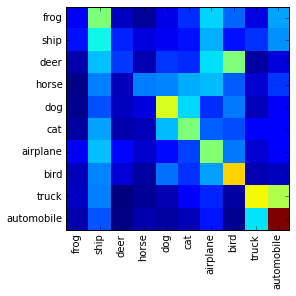 frog
ship
deer
horse
dog
cat
airplane
bird
truck
automobile
frog
ship
deer
horse
dog
cat
airplane
bird
truck
automobile